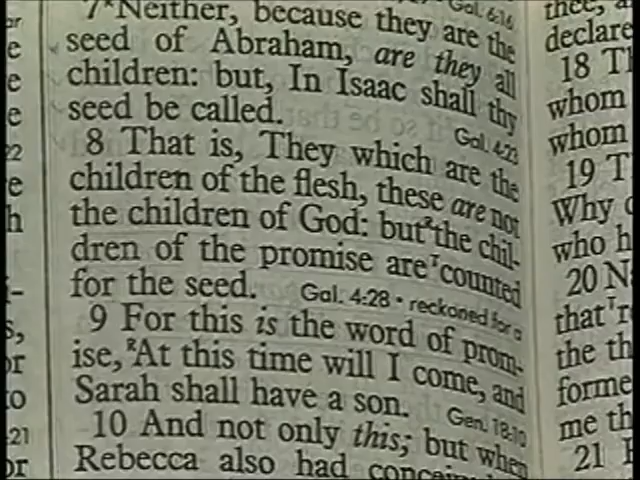 7 Neither, because they are the
Gal. 6:16
seed of Abraham, are they all
children: but, In Isaac shall thy
seed be called.
Gal. 4:23
8 That is, They which are the
children of the flesh, these are not
the children of God: but the chil-
dren of the promise are counted
for the seed. Gal. 4:28 • reckoned for a
9 For this is the word of prom-
ise, At this time will I come, and
Sarah shall have a son. Gen. 18:10
10 And not only this; but when
Rebecca also had
thee,
declare
18
whom
whom
19
Why
who
20
that
the
forme
me
21